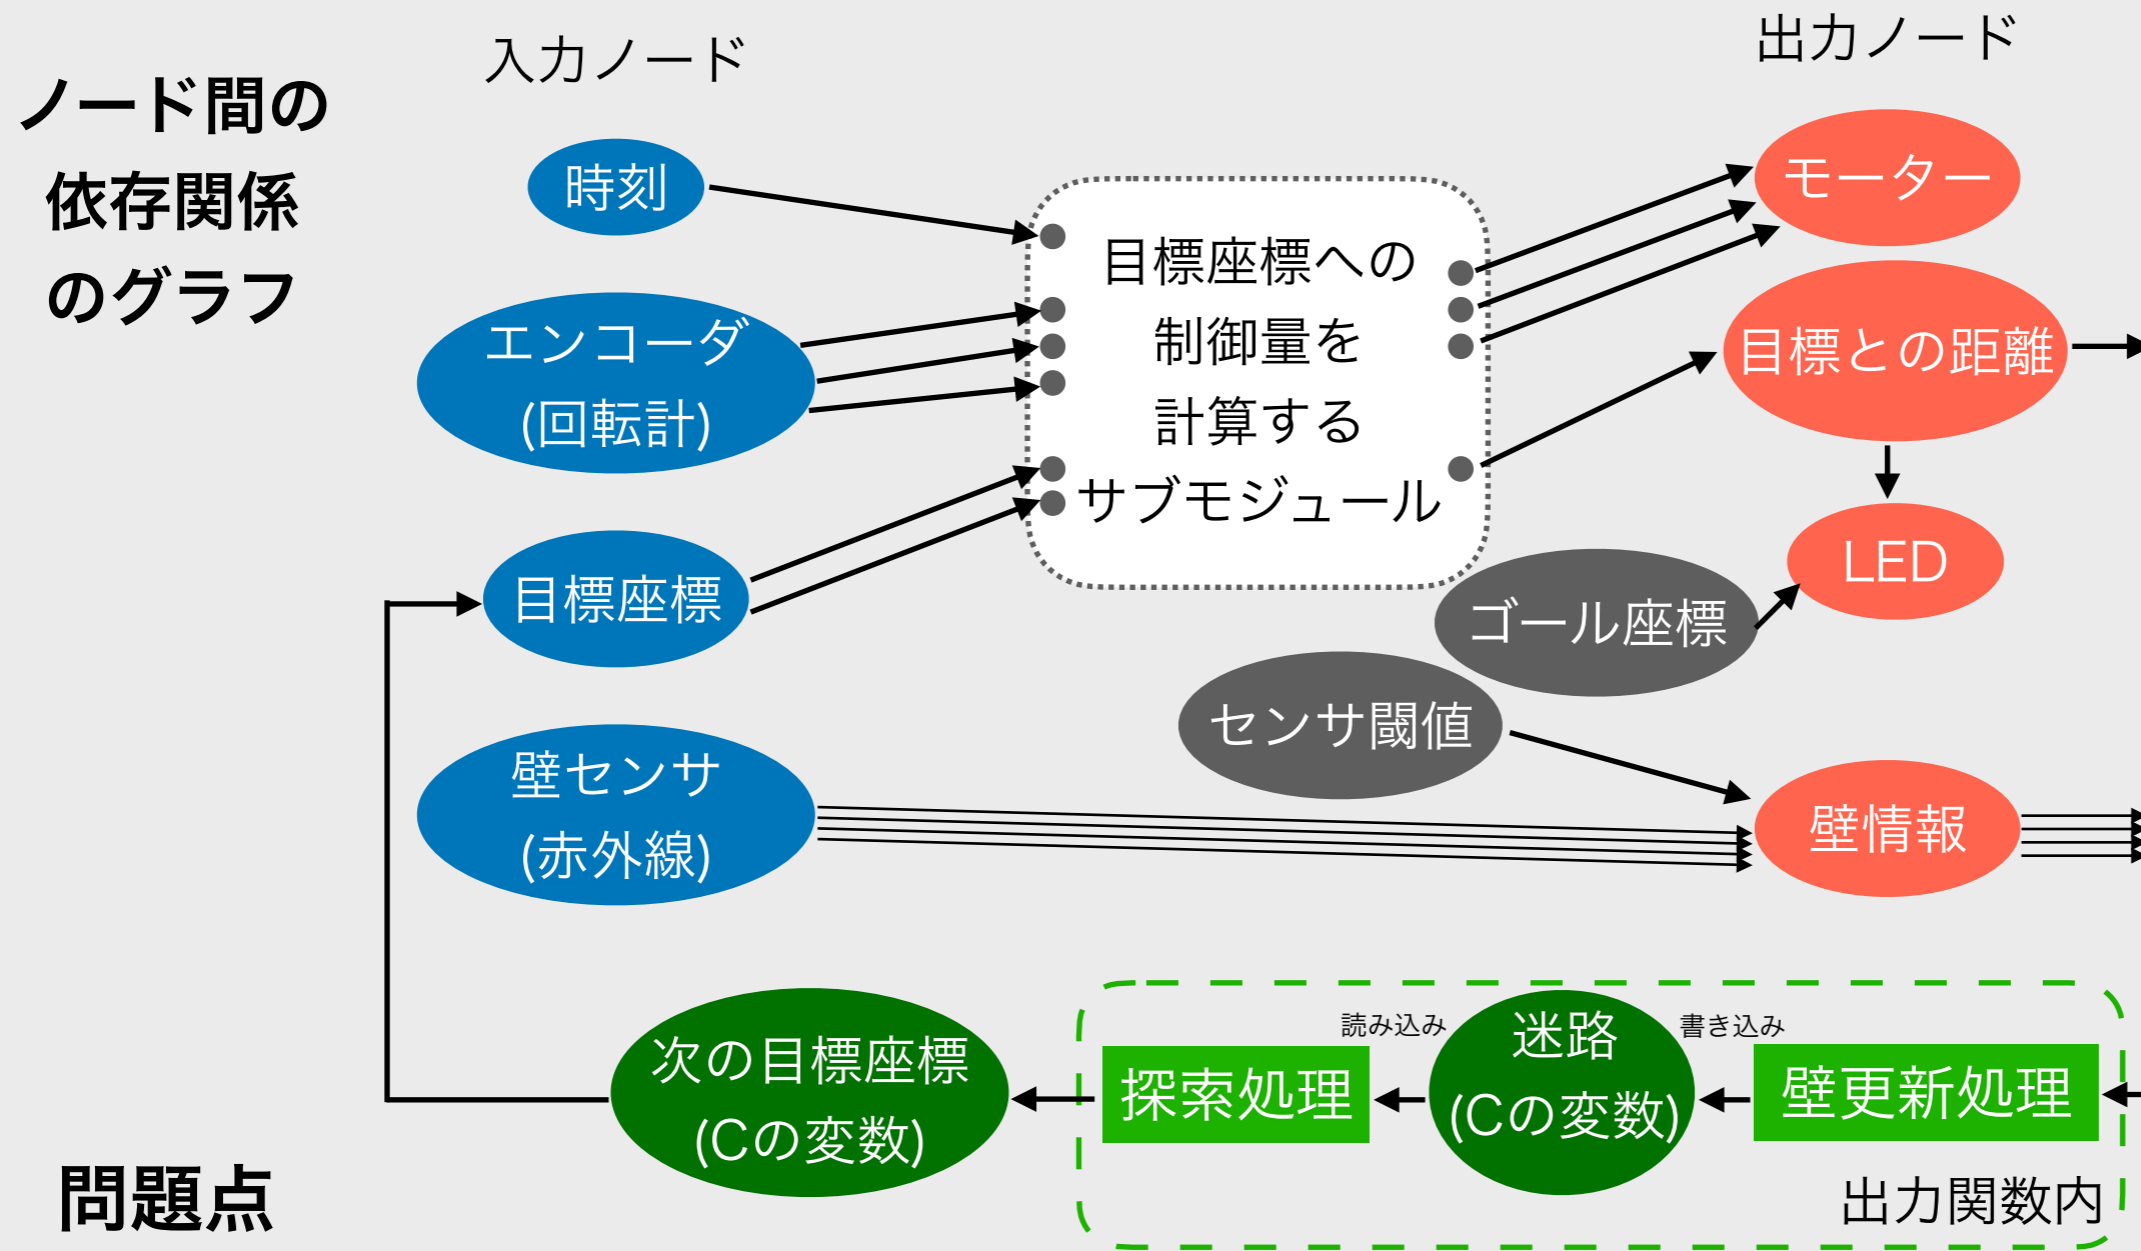 ノード間の
依存関係
のグラフ
入力ノード
出力ノード
時刻
エンコーダ
(回転計)
目標座標
壁センサ
(赤外線)
目標座標への
制御量を
計算する
サブモジュール
モーター
目標との距離
LED
ゴール座標
センサ閾値
壁情報
次の目標座標
(Cの変数)
探索処理
読み込み
迷路
(Cの変数)
書き込み
壁更新処理
出力関数内
問題点